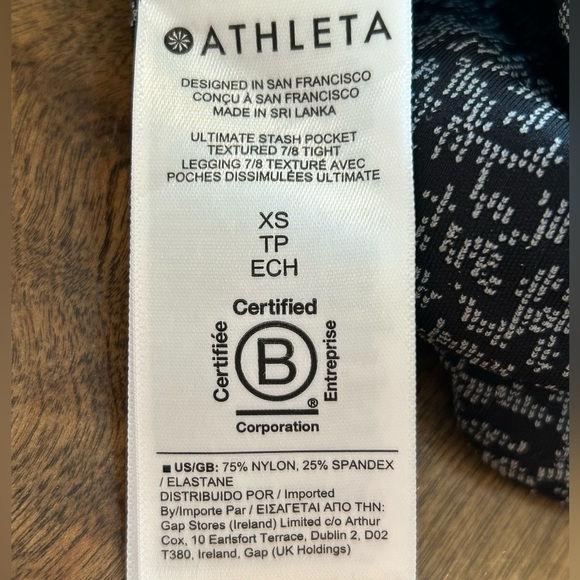 ATHLETA
DESIGNED IN SAN FRANCISCO
CONÇU À SAN FRANCISCO
MADE IN SRI LANKA
ULTIMATE STASH POCKET
TEXTURED 7/8 TIGHT
LEGGING 7/8 TEXTURÉ AVEC
POCHES DISSIMULÉES ULTIMATE
XS
TP
ECH
Certified
Certifiée
B
Entreprise
®
Corporation
■ US/GB: 75% NYLON, 25% SPANDEX
/ ELASTANE
DISTRIBUIDO POR / Imported
By/Importe Par / ΕΙΣΑΓΕΤΑΙ ΑΠΟ ΤΗΝ:
Gap Stores (Ireland) Limited c/o Arthur
Cox, 10 Earlsfort Terrace, Dublin 2, D02
T380, Ireland, Gap (UK Holdings)